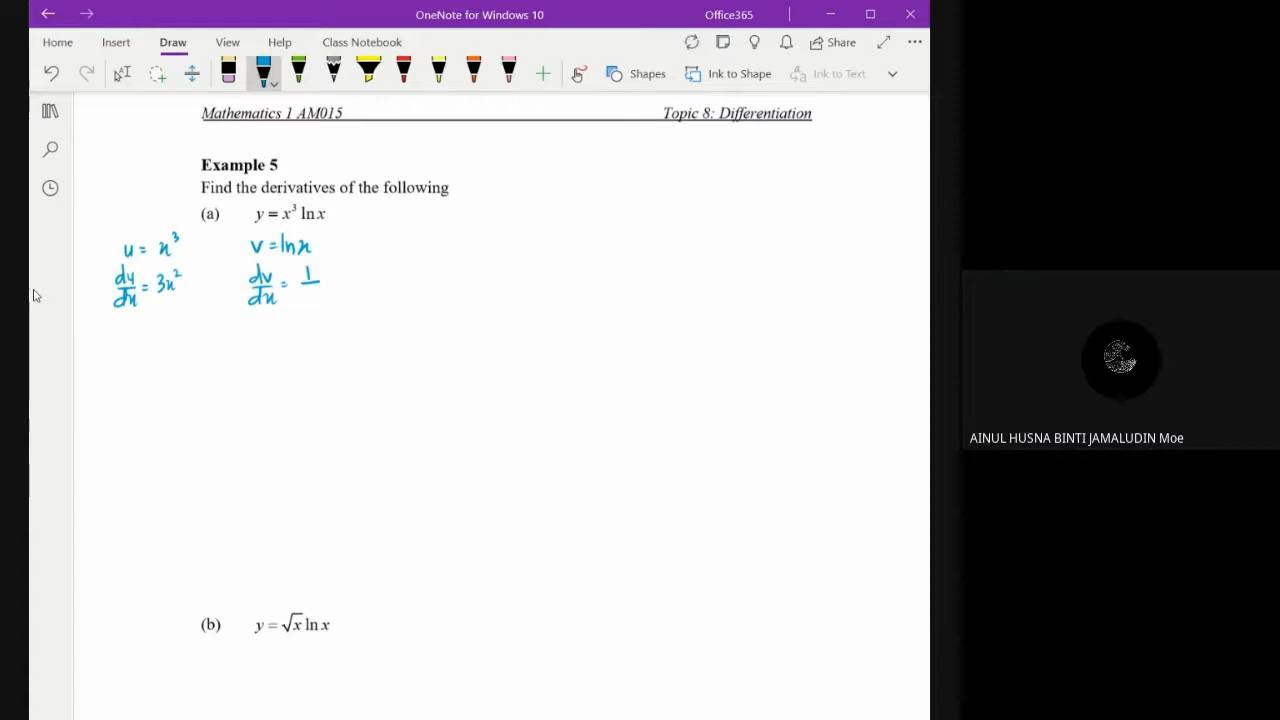 OneNote for Windows 10 Office365
Home Insert Draw View Help Class Notebook Share
Shapes Ink to Shape Ink to Text
Mathematics 1 AM015 Topic 8: Differentiation
Example 5
Find the derivatives of the following
(a) y = x³ ln x
u = x³ v = ln x
du/dx = 3x² dv/dx = 1
AINUL HUSNA BINTI JAMALUDIN Moe
(b) y = √x ln x